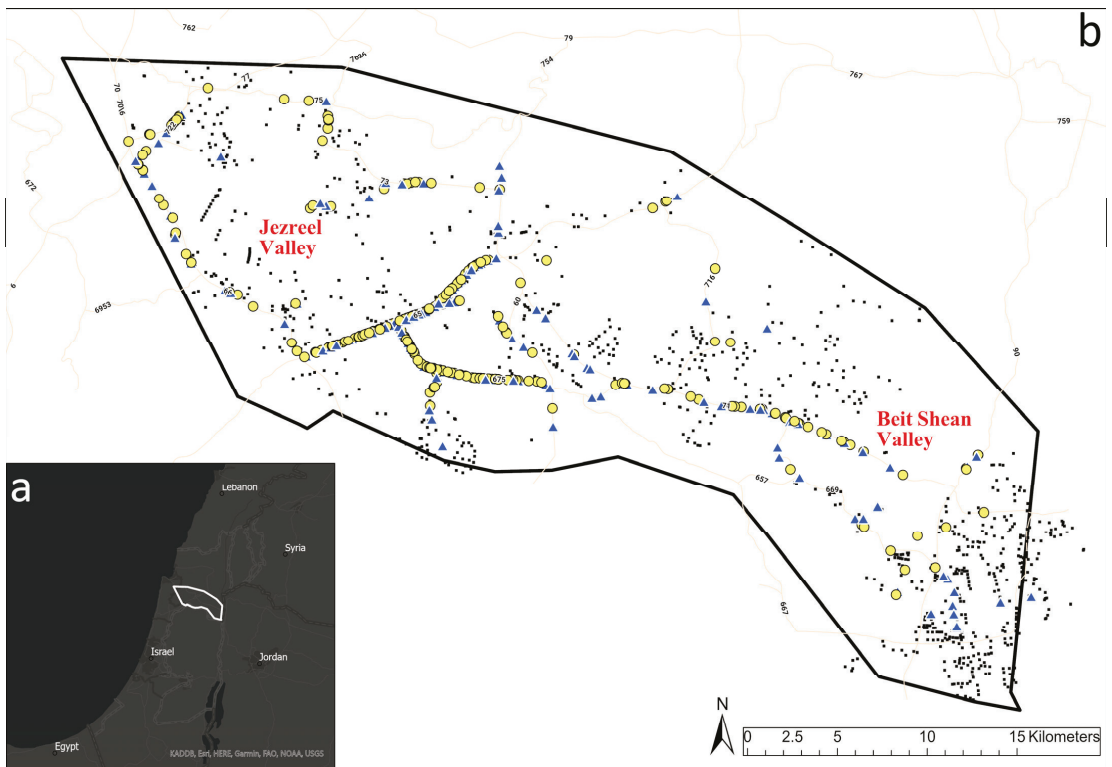 b
762
79
754
767
77
70
75
759
722
73
672
Jezreel
Valley
716
6
66
6953
60
65
90
675
Beit Shean
Valley
657
669
667
a
Lebanon
Syria
Israel
Jordan
Egypt
KADDB, Esri, HERE, Garmin, FAO, NOAA, USGS
N
0 2.5 5 10 15 Kilometers